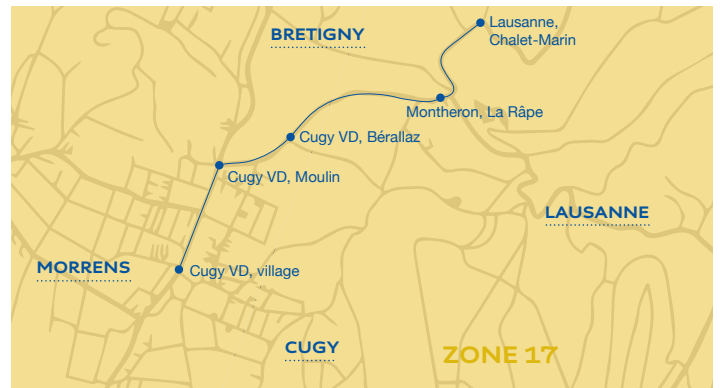 BRETIGNY
Lausanne,
Chalet-Marin
Montheron, La Râpe
Cugy VD, Bérallaz
Cugy VD, Moulin
LAUSANNE
MORRENS
Cugy VD, village
CUGY
ZONE 17